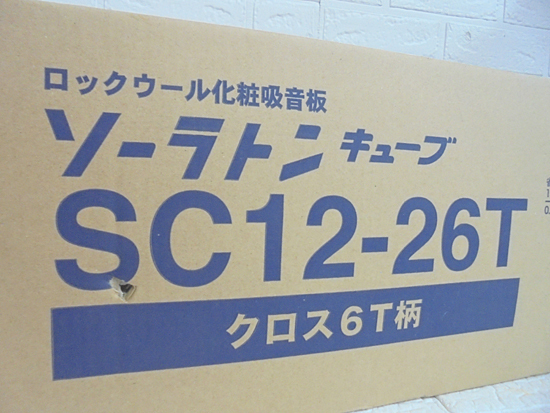 ロックウール化粧吸音板
ソーラトン キューブ
SC12-26T
クロス6T柄